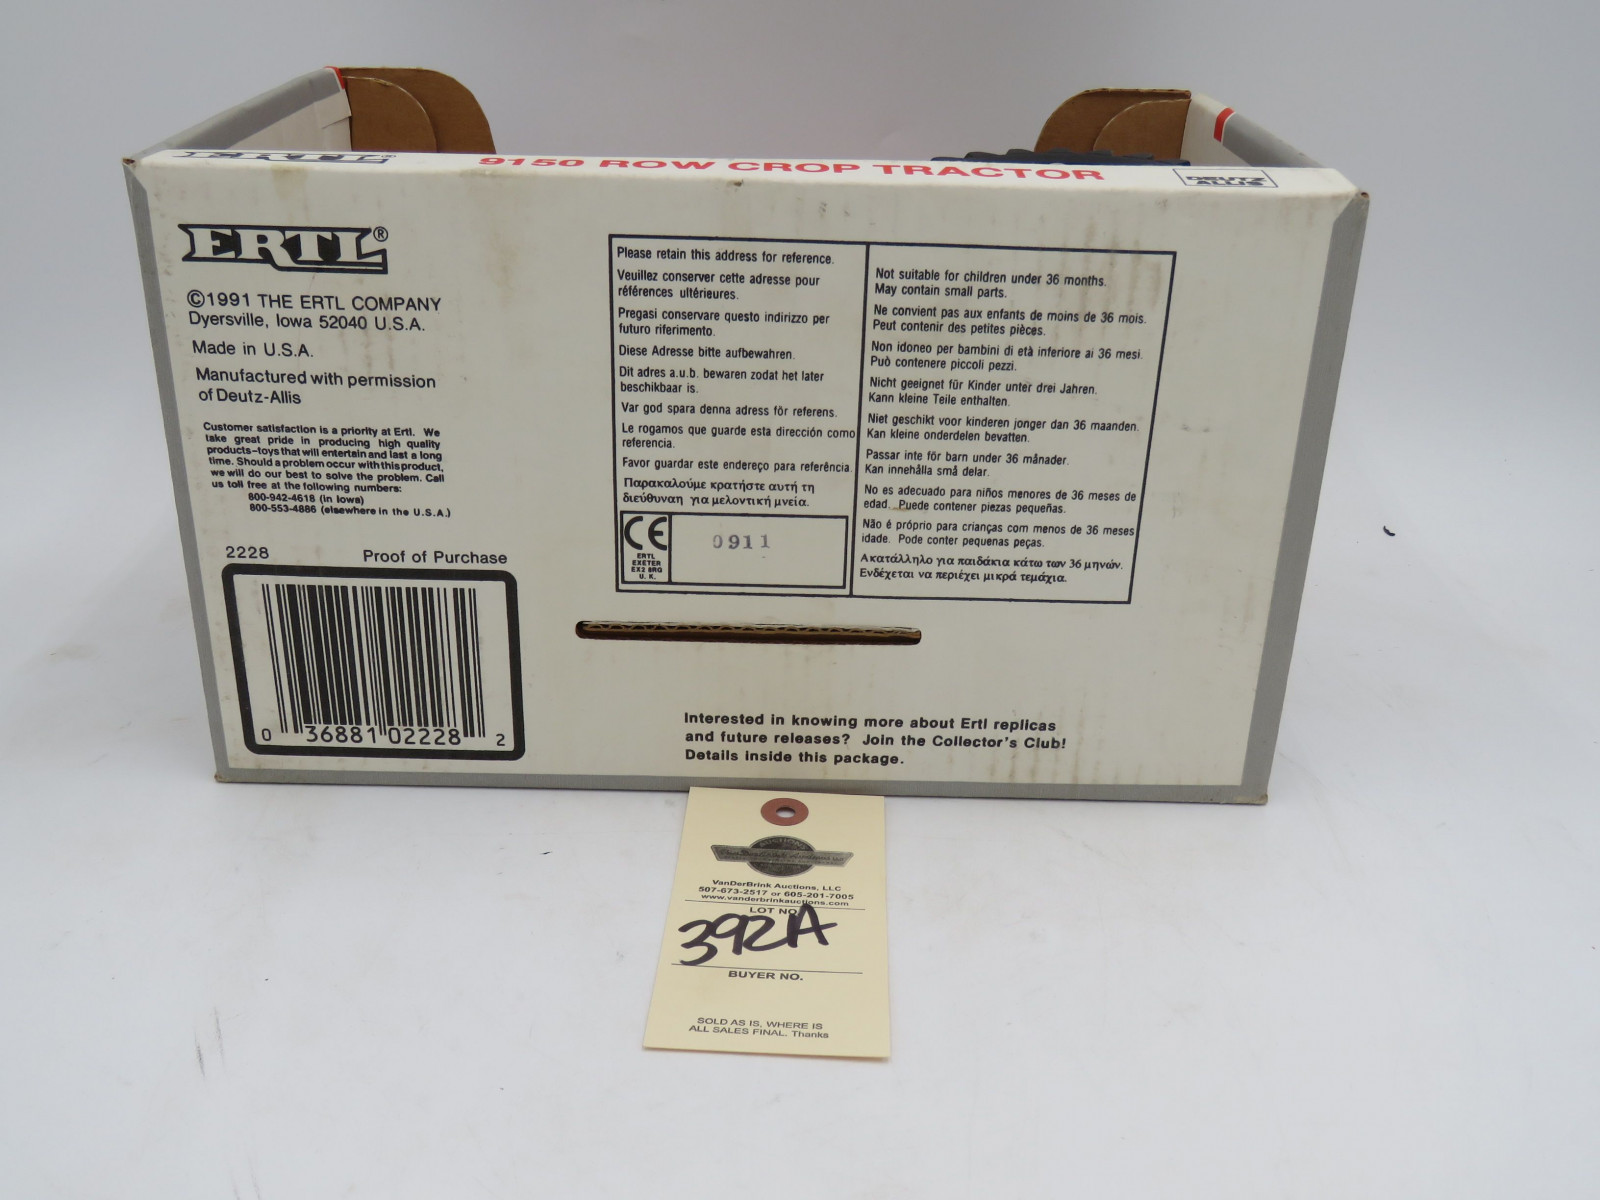 ERTL®
9150 ROW CROP TRACTOR
DEUTZ
ALLIS
ERTL®
©1991 THE ERTL COMPANY
Dyersville, Iowa 52040 U.S.A.
Made in U.S.A.
Manufactured with permission
of Deutz-Allis
Customer satisfaction is a priority at Ertl. We
take great pride in producing high quality
products-toys that will entertain and last a long
time. Should a problem occur with this product,
we will do our best to solve the problem. Call
us toll free at the following numbers:
800-942-4618 (in Iowa)
800-553-4886 (elsewhere in the U.S.A.)
2228 Proof of Purchase
0 36881 02228 2
Please retain this address for reference.
Veuillez conserver cette adresse pour
références ultérieures.
Pregasi conservare questo indirizzo per
futuro riferimento.
Diese Adresse bitte aufbewahren.
Dit adres a.u.b. bewaren zodat het later
beschikbaar is.
Var god spara denna adress för referens.
Le rogamos que guarde esta dirección como
referencia.
Favor guardar este endereço para referência.
Παρακαλούμε κρατήστε αυτή τη
διεύθυναη για μελοντική μνεία.
CE
ERTL
EXETER
EX2 8RQ
U. K.
0911
Not suitable for children under 36 months.
May contain small parts.
Ne convient pas aux enfants de moins de 36 mois.
Peut contenir des petites pièces.
Non idoneo per bambini di età inferiore ai 36 mesi.
Può contenere piccoli pezzi.
Nicht geeignet für Kinder unter drei Jahren.
Kann kleine Teile enthalten.
Niet geschikt voor kinderen jonger dan 36 maanden.
Kan kleine onderdelen bevatten.
Passar inte för barn under 36 månader.
Kan innehålla små delar.
No es adecuado para niños menores de 36 meses de
edad. Puede contener piezas pequeñas.
Não é próprio para crianças com menos de 36 meses
idade. Pode conter pequenas peças.
Ακατάλληλο για παιδάκια κάτω των 36 μηνών.
Ενδέχεται να περιέχει μικρά τεμάχια.
Interested in knowing more about Ertl replicas
and future releases? Join the Collector's Club!
Details inside this package.
VanDerBrink Auctions, LLC
507-673-2517 or 605-201-7005
www.vanderbrinkauctions.com
LOT NO.
392A
BUYER NO.
SOLD AS IS, WHERE IS
ALL SALES FINAL. Thanks